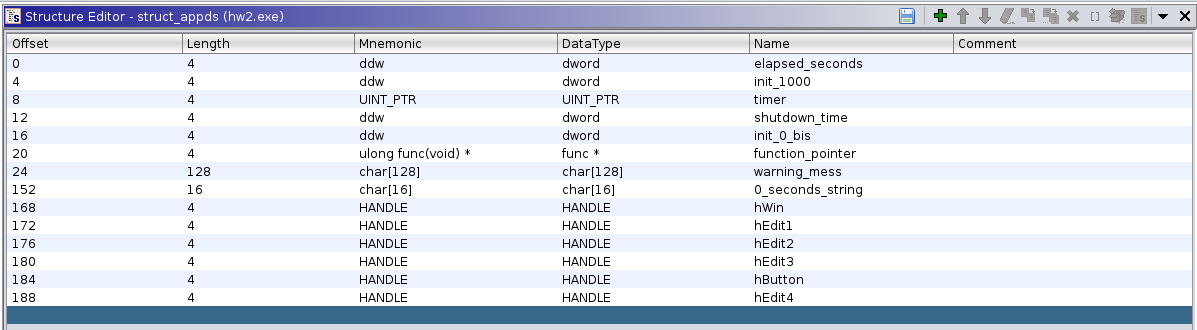 Structure Editor - struct_appds (hw2.exe)
Offset Length Mnemonic DataType Name Comment
0 4 ddw dword elapsed_seconds
4 4 ddw dword init_1000
8 4 UINT_PTR UINT_PTR timer
12 4 ddw dword shutdown_time
16 4 ddw dword init_0_bis
20 4 ulong func(void) * func * function_pointer
24 128 char[128] char[128] warning_mess
152 16 char[16] char[16] 0_seconds_string
168 4 HANDLE HANDLE hWin
172 4 HANDLE HANDLE hEdit1
176 4 HANDLE HANDLE hEdit2
180 4 HANDLE HANDLE hEdit3
184 4 HANDLE HANDLE hButton
188 4 HANDLE HANDLE hEdit4